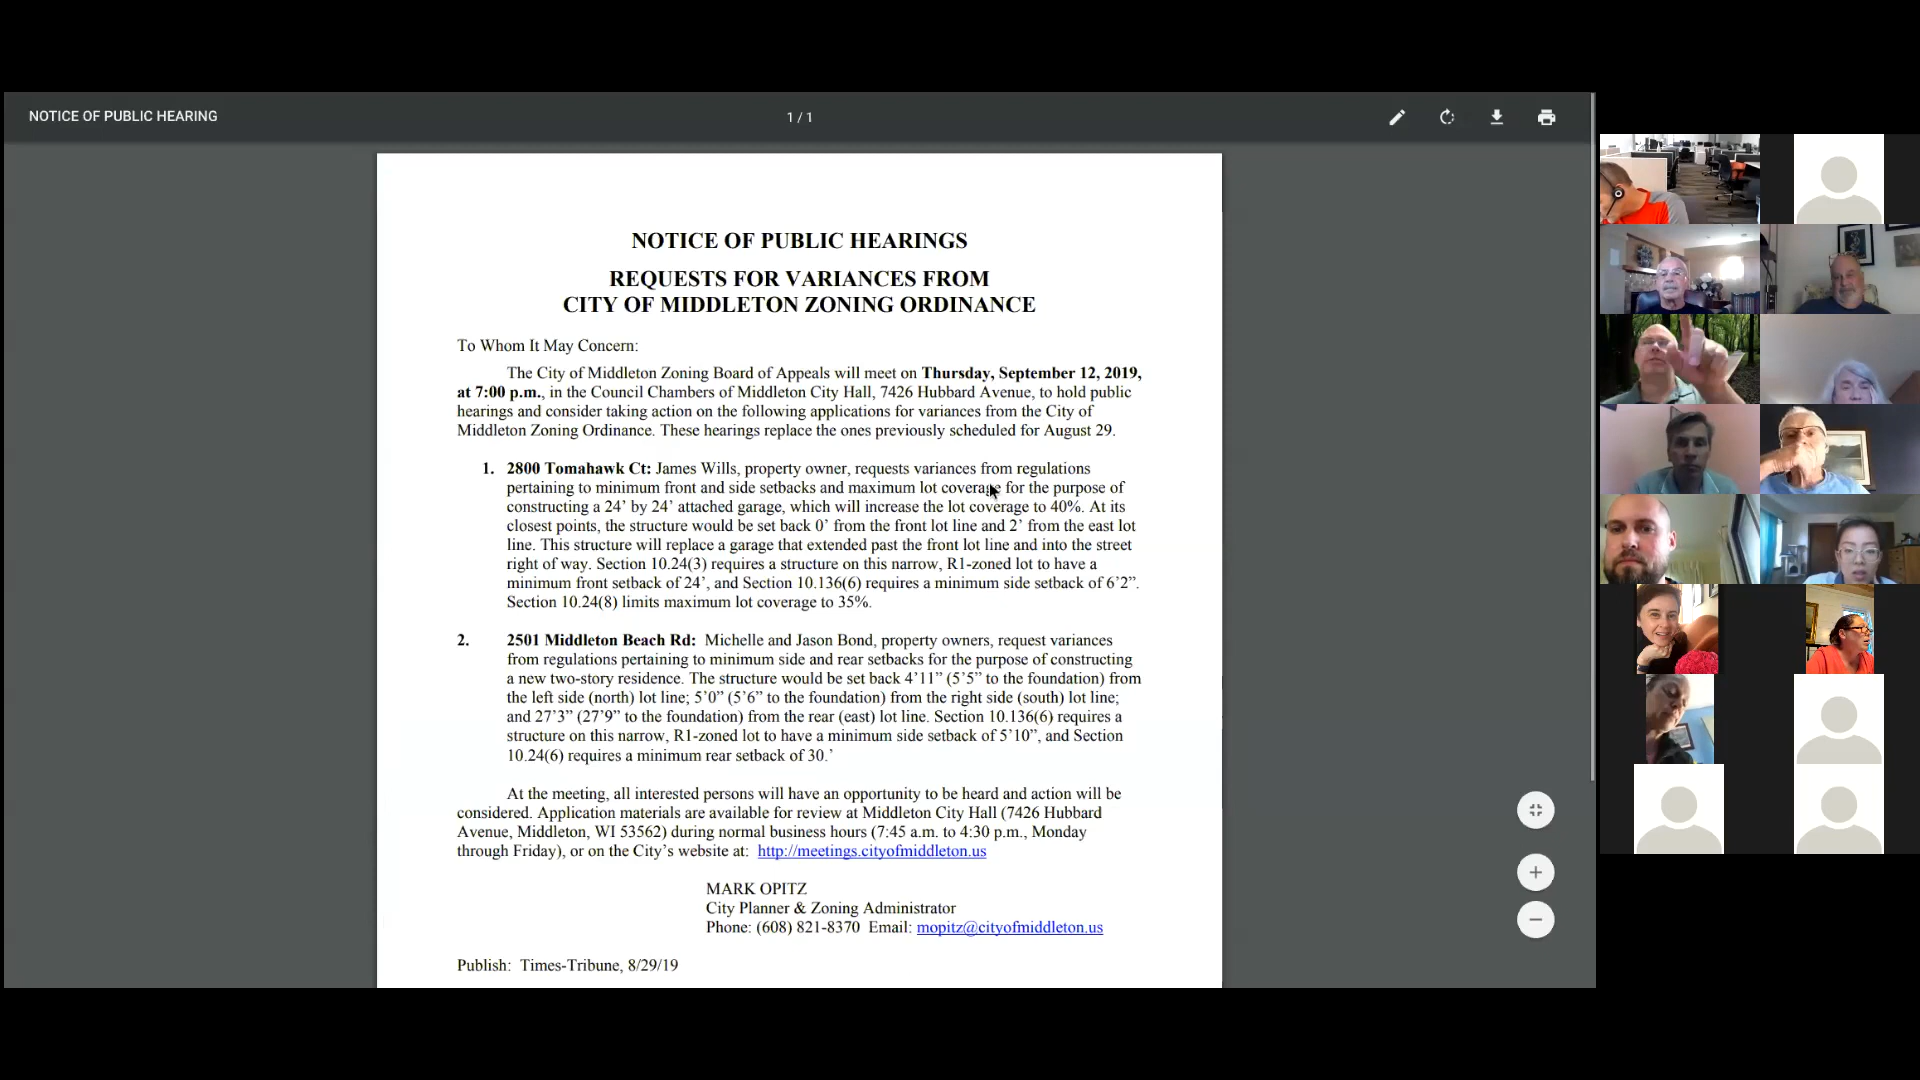 NOTICE OF PUBLIC HEARING
1 / 1
NOTICE OF PUBLIC HEARINGS
REQUESTS FOR VARIANCES FROM
CITY OF MIDDLETON ZONING ORDINANCE
To Whom It May Concern:
The City of Middleton Zoning Board of Appeals will meet on Thursday, September 12, 2019,
at 7:00 p.m., in the Council Chambers of Middleton City Hall, 7426 Hubbard Avenue, to hold public
hearings and consider taking action on the following applications for variances from the City of
Middleton Zoning Ordinance. These hearings replace the ones previously scheduled for August 29.
1. 2800 Tomahawk Ct: James Wills, property owner, requests variances from regulations
pertaining to minimum front and side setbacks and maximum lot coverage for the purpose of
constructing a 24’ by 24’ attached garage, which will increase the lot coverage to 40%. At its
closest points, the structure would be set back 0’ from the front lot line and 2’ from the east lot
line. This structure will replace a garage that extended past the front lot line and into the street
right of way. Section 10.24(3) requires a structure on this narrow, R1-zoned lot to have a
minimum front setback of 24’, and Section 10.136(6) requires a minimum side setback of 6’2”.
Section 10.24(8) limits maximum lot coverage to 35%.
2. 2501 Middleton Beach Rd: Michelle and Jason Bond, property owners, request variances
from regulations pertaining to minimum side and rear setbacks for the purpose of constructing
a new two-story residence. The structure would be set back 4’11” (5’5” to the foundation) from
the left side (north) lot line; 5’0” (5’6” to the foundation) from the right side (south) lot line;
and 27’3” (27’9” to the foundation) from the rear (east) lot line. Section 10.136(6) requires a
structure on this narrow, R1-zoned lot to have a minimum side setback of 5’10”, and Section
10.24(6) requires a minimum rear setback of 30.’
At the meeting, all interested persons will have an opportunity to be heard and action will be
considered. Application materials are available for review at Middleton City Hall (7426 Hubbard
Avenue, Middleton, WI 53562) during normal business hours (7:45 a.m. to 4:30 p.m., Monday
through Friday), or on the City’s website at: http://meetings.cityofmiddleton.us
MARK OPITZ
City Planner & Zoning Administrator
Phone: (608) 821-8370 Email: mopitz@cityofmiddleton.us
Publish: Times-Tribune, 8/29/19